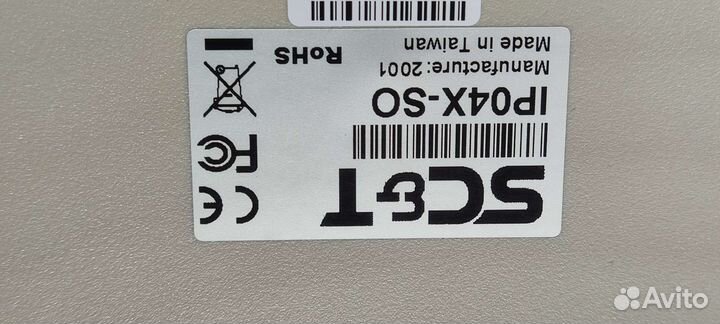 SC&T
IP04X-SO
Manufacture: 2001
Made in Taiwan
CE
FC
RoHS
Avito